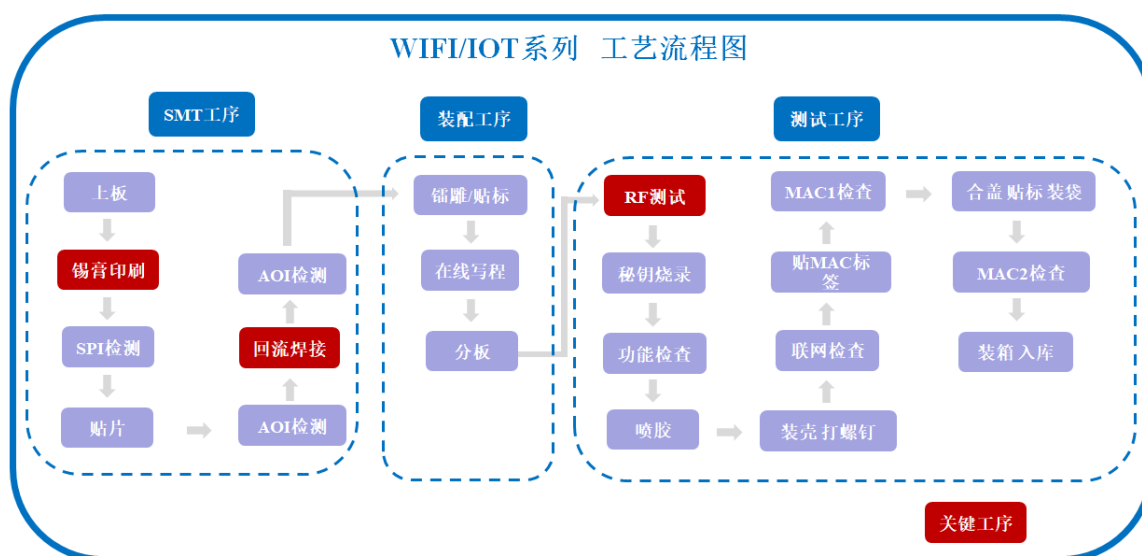 WIFI/IOT系列 工艺流程图
SMT工序
装配工序
测试工序
上板
锡膏印刷
SPI检测
贴片
AOI检测
回流焊接
AOI检测
镭雕/贴标
在线写程
分板
RF测试
秘钥烧录
功能检查
喷胶
装壳 打螺钉
联网检查
贴MAC标
签
MAC1检查
合盖 贴标 装袋
MAC2检查
装箱 入库
关键工序